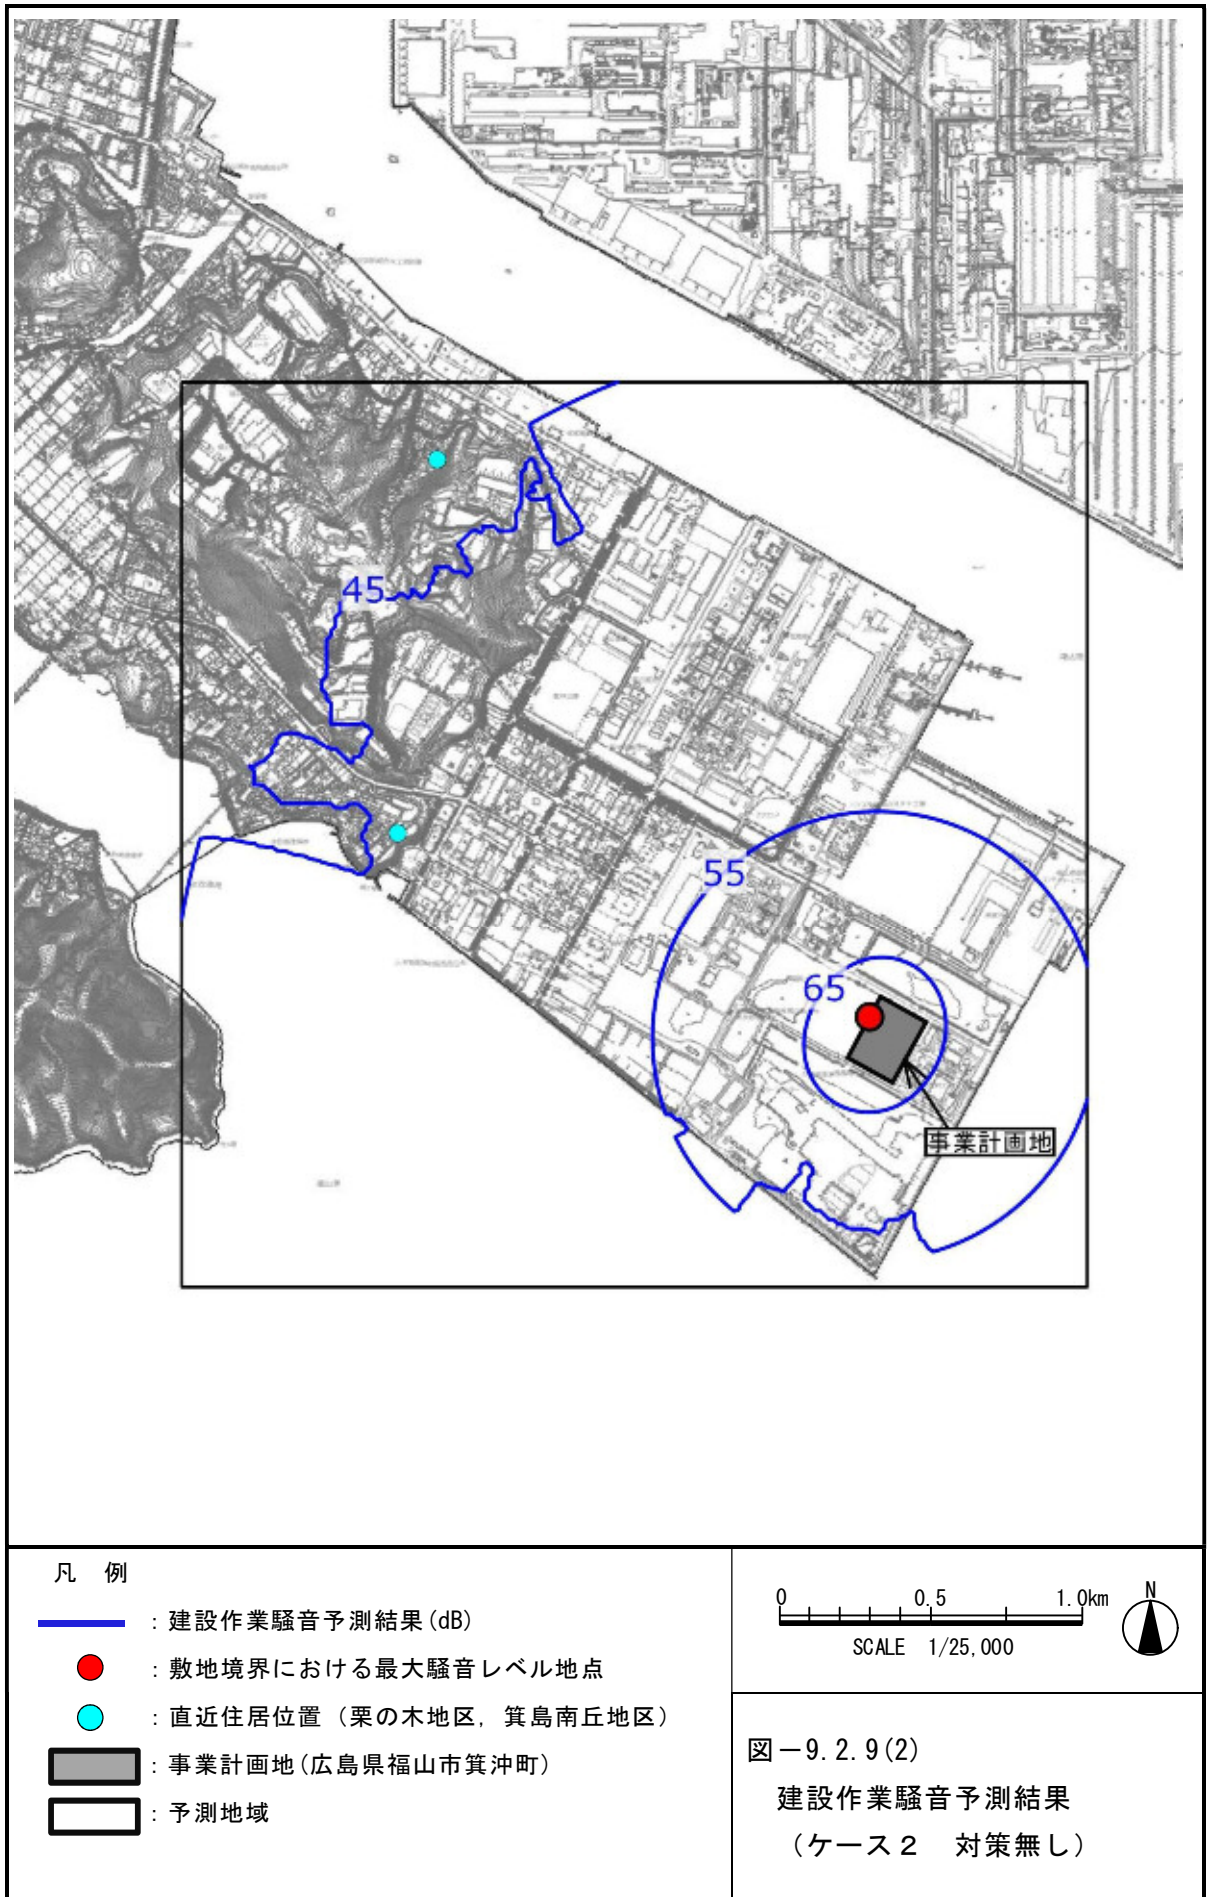 45
55
65
事業計画地
凡 例
：建設作業騒音予測結果(dB)
：敷地境界における最大騒音レベル地点
：直近住居位置（栗の木地区，箕島南丘地区）
：事業計画地(広島県福山市箕沖町)
：予測地域
0 0.5 1.0km
N
SCALE 1/25,000
図－9.2.9(2)
建設作業騒音予測結果
（ケース２　対策無し）